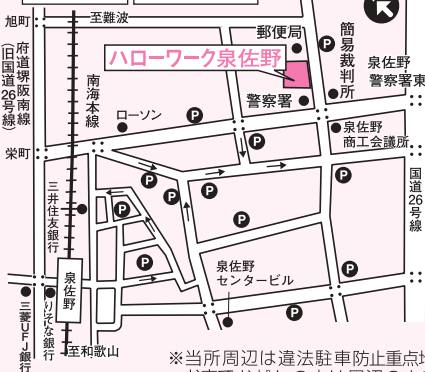 旭町
至難波
郵便局
P
簡易裁判所
ハローワーク泉佐野
泉佐野
警察署東
府道堺阪南線
(旧国道26号線)
南海本線
警察署
ローソン
P
泉佐野
商工会議所
P
栄町
P
P
P
P
国道26号線
三井住友銀行
P
P
P
P
泉佐野
泉佐野
センタービル
P
三菱UFJ銀行
りそな銀行
至和歌山
※当所周辺は違法駐車防止重点地